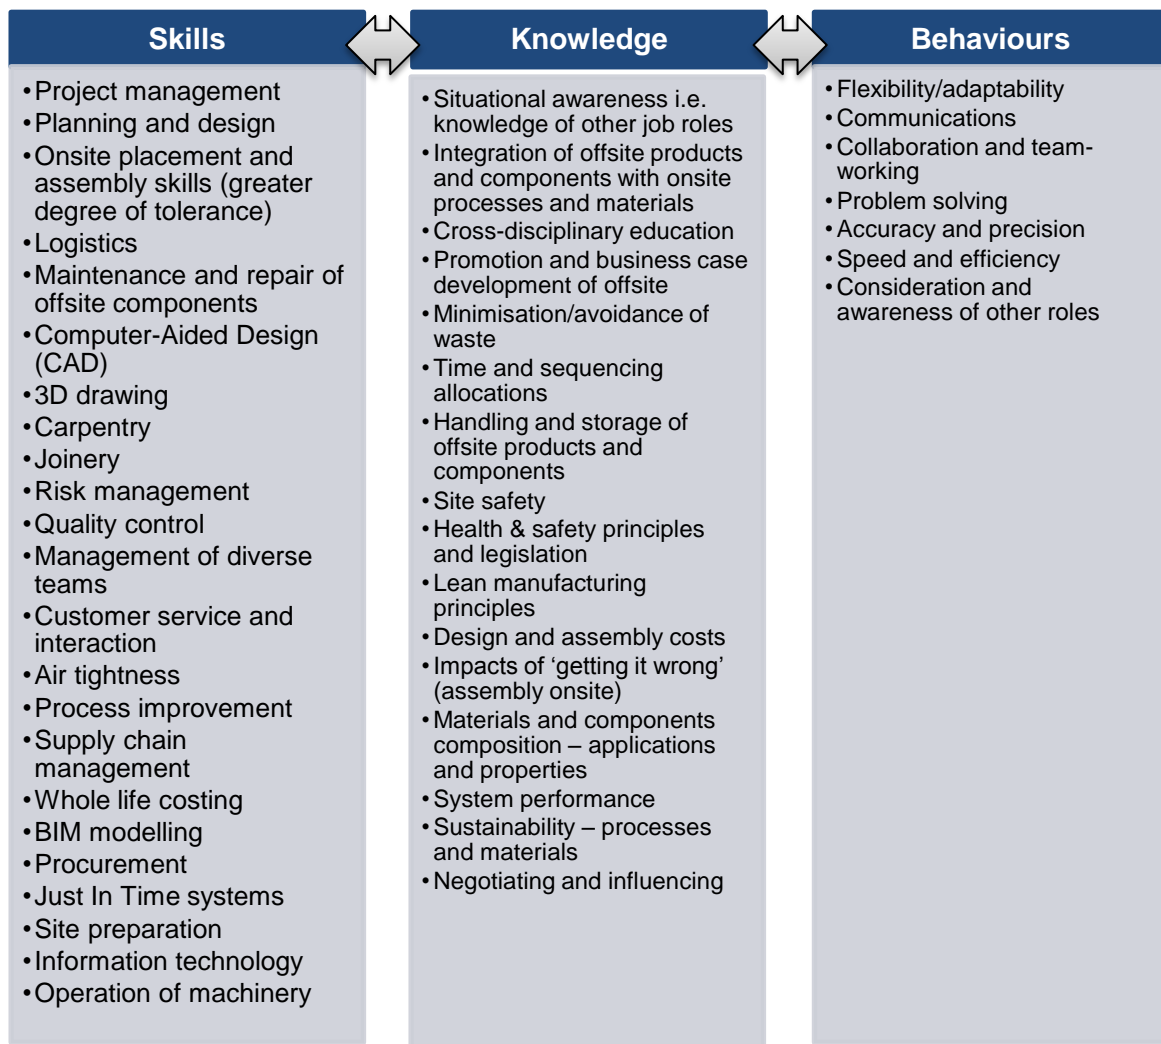 Skills
•Project management
•Planning and design
•Onsite placement and
assembly skills (greater
degree of tolerance)
•Logistics
•Maintenance and repair of
offsite components
•Computer-Aided Design
(CAD)
•3D drawing
•Carpentry
•Joinery
•Risk management
•Quality control
•Management of diverse
teams
•Customer service and
interaction
•Air tightness
•Process improvement
•Supply chain
management
•Whole life costing
•BIM modelling
•Procurement
•Just In Time systems
•Site preparation
•Information technology
•Operation of machinery
Knowledge
•Situational awareness i.e.
knowledge of other job roles
•Integration of offsite products
and components with onsite
processes and materials
•Cross-disciplinary education
•Promotion and business case
development of offsite
•Minimisation/avoidance of
waste
•Time and sequencing
allocations
•Handling and storage of
offsite products and
components
•Site safety
•Health & safety principles
and legislation
•Lean manufacturing
principles
•Design and assembly costs
•Impacts of ‘getting it wrong’
(assembly onsite)
•Materials and components
composition – applications
and properties
•System performance
•Sustainability – processes
and materials
•Negotiating and influencing
Behaviours
•Flexibility/adaptability
•Communications
•Collaboration and team-
working
•Problem solving
•Accuracy and precision
•Speed and efficiency
•Consideration and
awareness of other roles